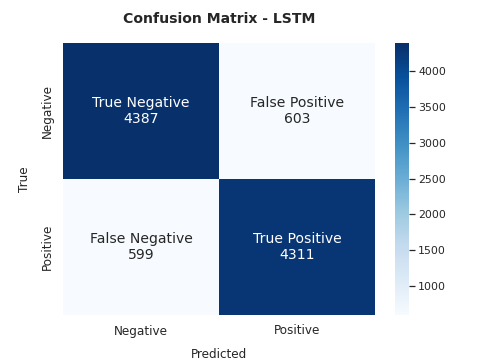 Confusion Matrix - LSTM
True Negative
4387
False Positive
603
False Negative
599
True Positive
4311
Negative
Positive
True
Negative
Positive
Predicted
4000
3500
3000
2500
2000
1500
1000